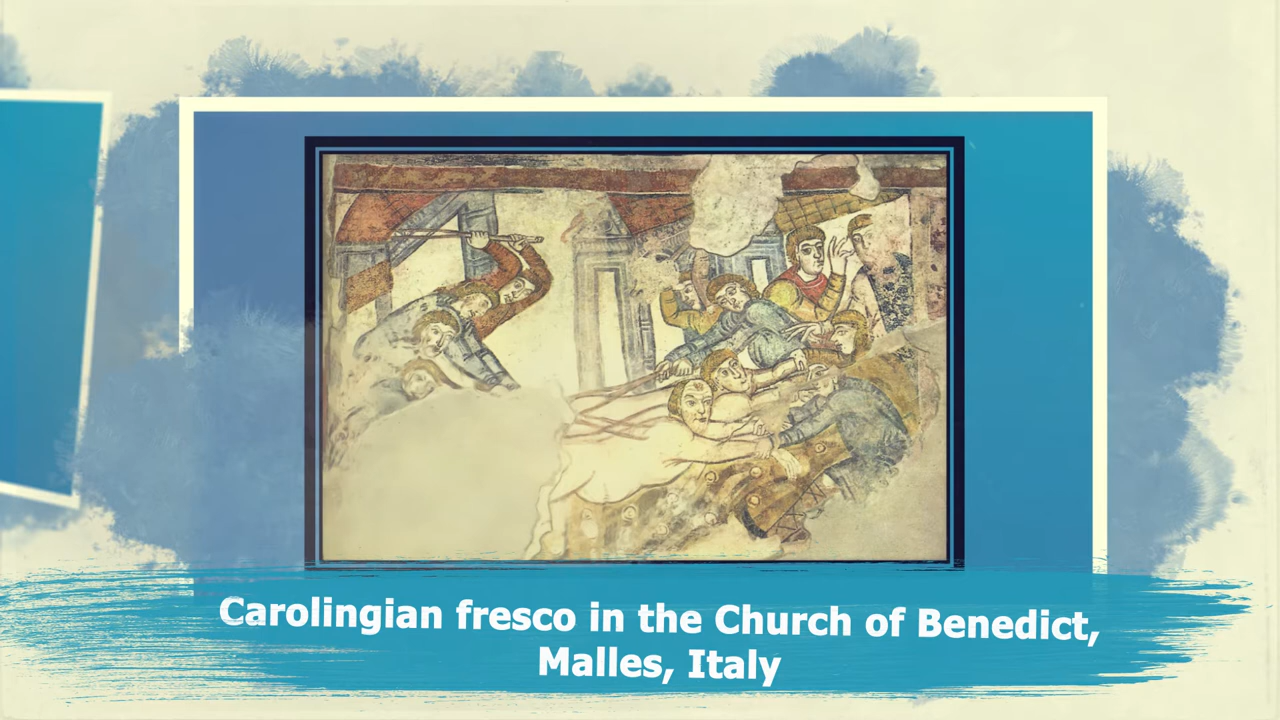 Carolingian fresco in the Church of Benedict,
Malles, Italy